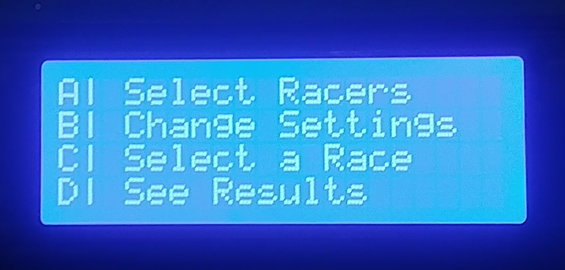 A| Select Racers
B| Change Settings
C| Select a Race
D| See Results